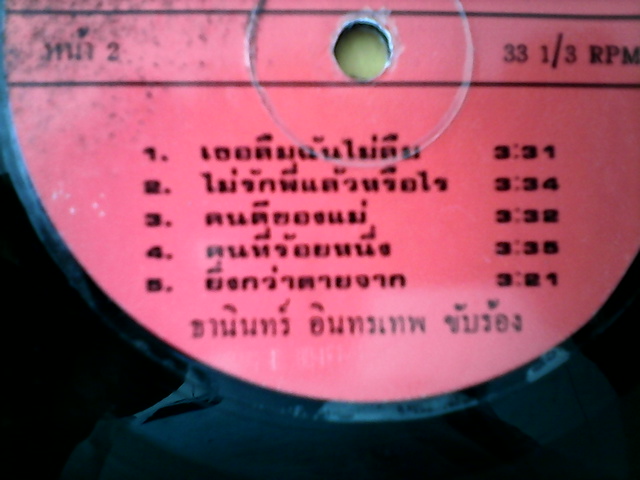 หน้า 2 33 1/3 RPM
1. เธอลืมฉันไม่ลืม 3:31
2. ไม่รักพี่แล้วหรือไร 3:34
3. คนดีของแม่ 3:32
4. คนที่ร้อยหนึ่ง 3:35
5. ยิ่งกว่าตายจาก 3:21
ธานินทร์ อินทรเทพ ขับร้อง